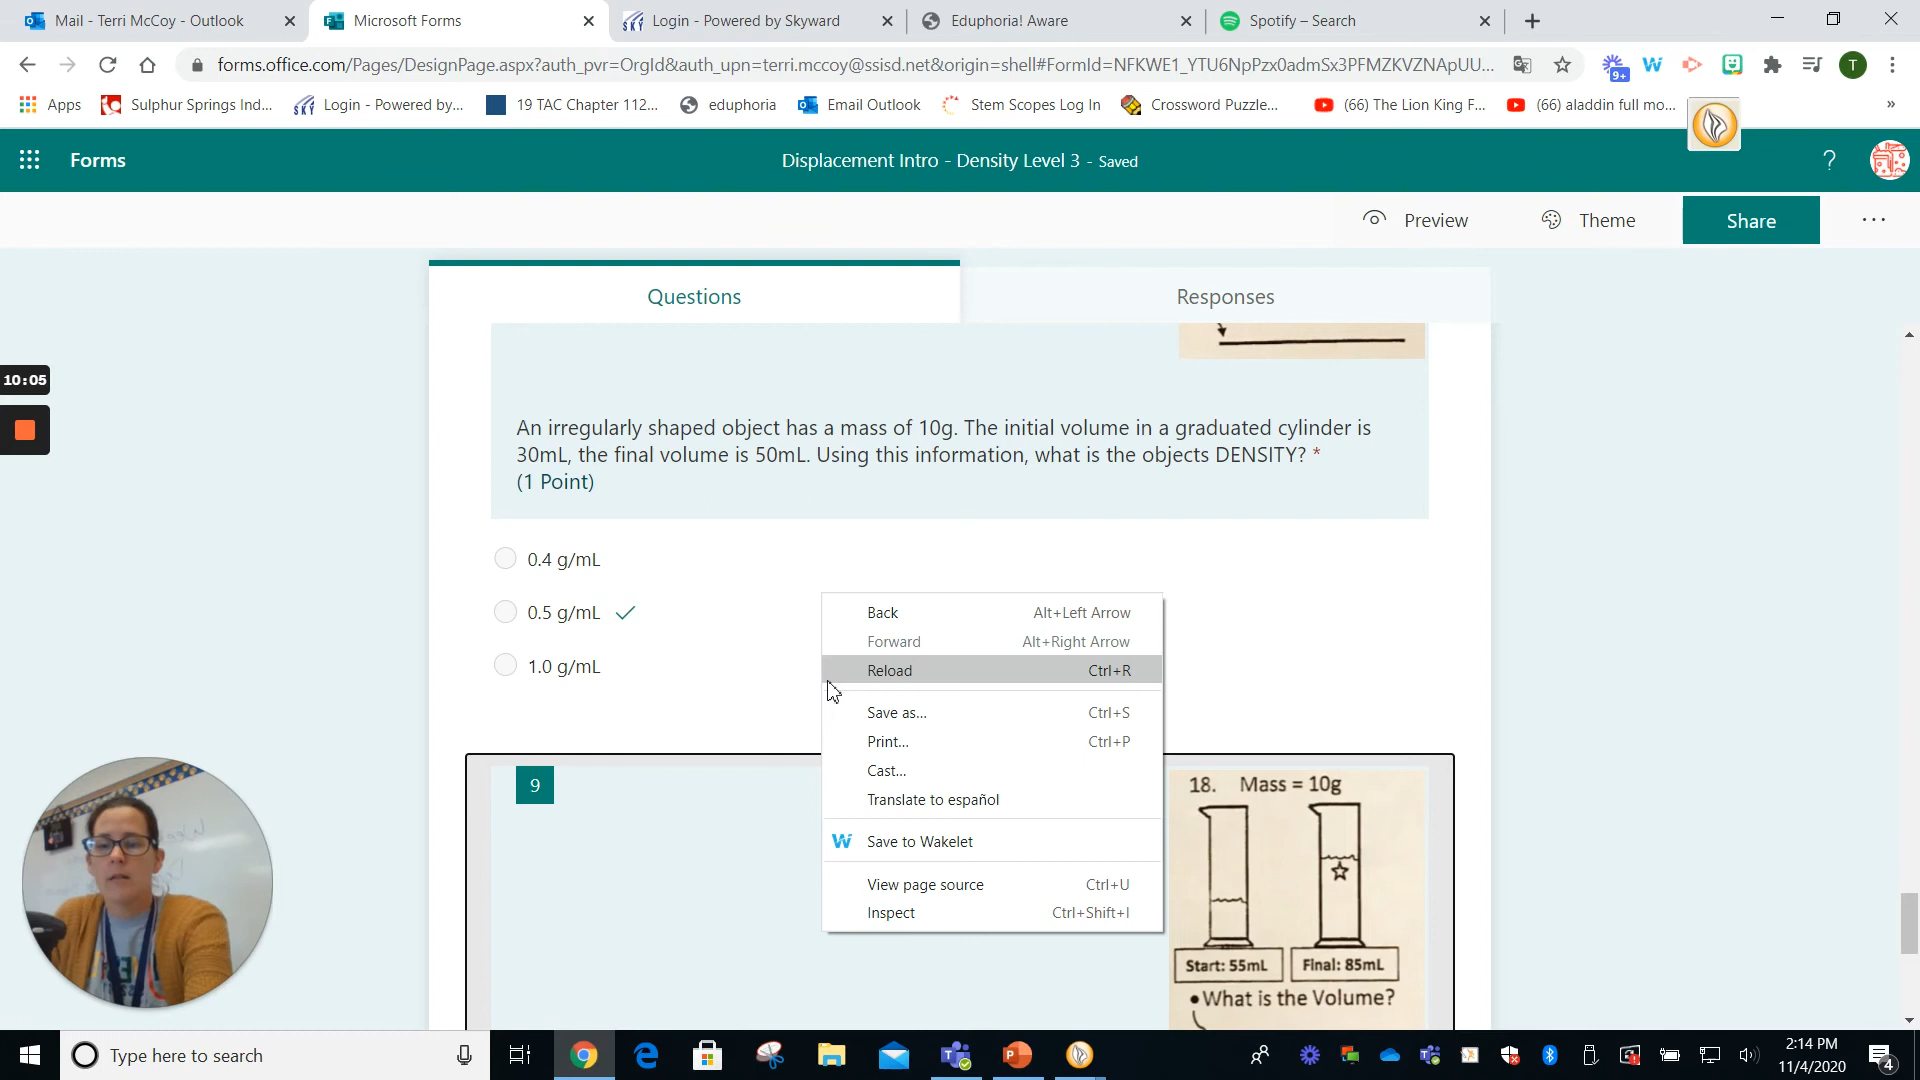 Mail - Terri McCoy - Outlook
Microsoft Forms
Login - Powered by Skyward
Eduphoria! Aware
Spotify – Search
forms.office.com/Pages/DesignPage.aspx?auth_pvr=OrgId&auth_upn=terri.mccoy@ssisd.net&origin=shell#FormId=NFKWE1_YTU6NpPzx0admSx3PFMZKVZNApUU...
9+
T
Apps
Sulphur Springs Ind...
Login - Powered by...
19 TAC Chapter 112...
eduphoria
Email Outlook
Stem Scopes Log In
Crossword Puzzle...
(66) The Lion King F...
(66) aladdin full mo...
»
Forms
Displacement Intro - Density Level 3 - Saved
?
Preview
Theme
Share
...
Questions
Responses
10:05
An irregularly shaped object has a mass of 10g. The initial volume in a graduated cylinder is
30mL, the final volume is 50mL. Using this information, what is the objects DENSITY? *
(1 Point)
0.4 g/mL
0.5 g/mL
1.0 g/mL
Back Alt+Left Arrow
Forward Alt+Right Arrow
Reload Ctrl+R
Save as... Ctrl+S
Print... Ctrl+P
Cast...
Translate to español
Save to Wakelet
View page source Ctrl+U
Inspect Ctrl+Shift+I
9
18. Mass = 10g
Start: 55mL
Final: 85mL
•What is the Volume?
Type here to search
2:14 PM
11/4/2020
4